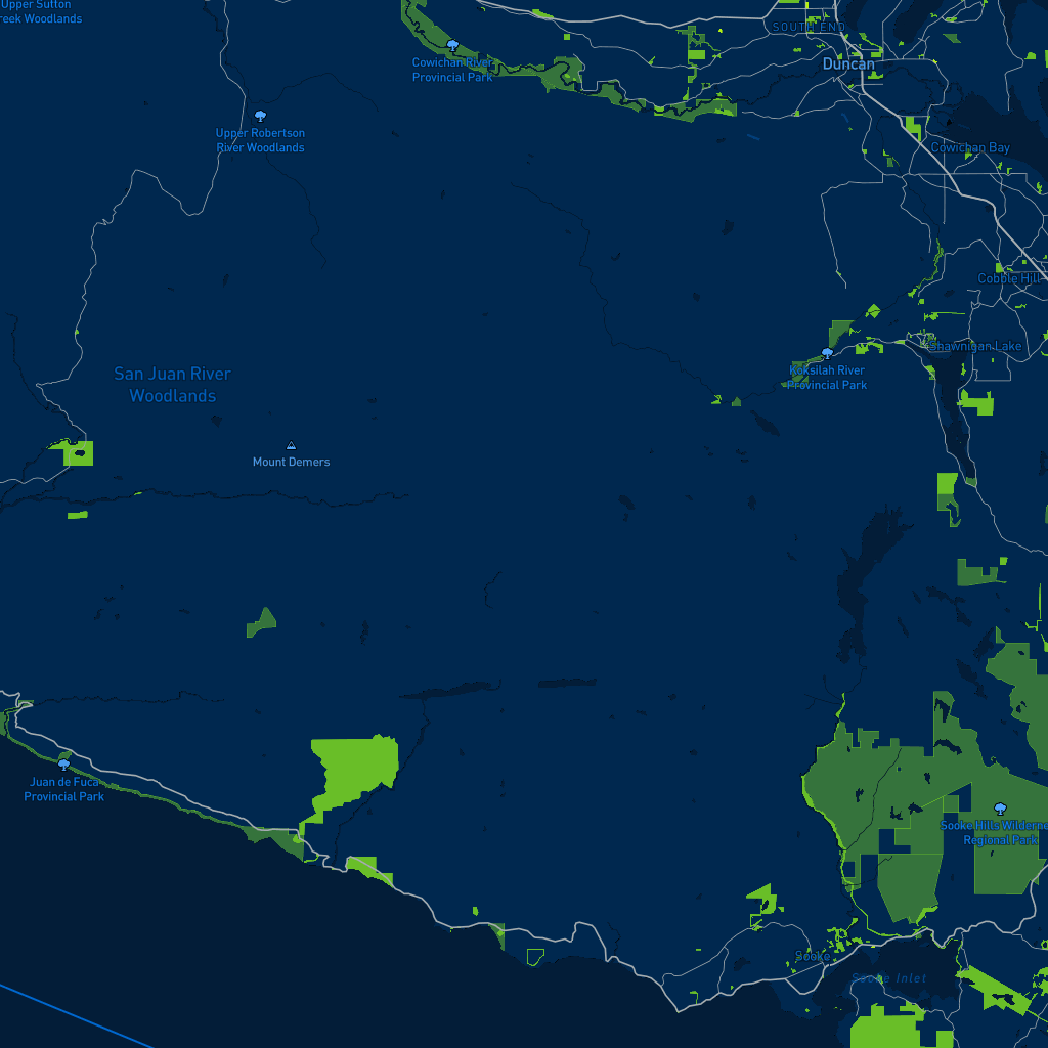 Upper Sutton
reek Woodlands
SOUTH END
Cowichan River
Provincial Park
Duncan
Upper Robertson
River Woodlands
Cowichan Bay
Cobble Hill
Shawnigan Lake
San Juan River
Woodlands
Koksilah River
Provincial Park
Mount Demers
Juan de Fuca
Provincial Park
Sooke Hills Wilderne
Regional Park
Sooke
Sooke Inlet